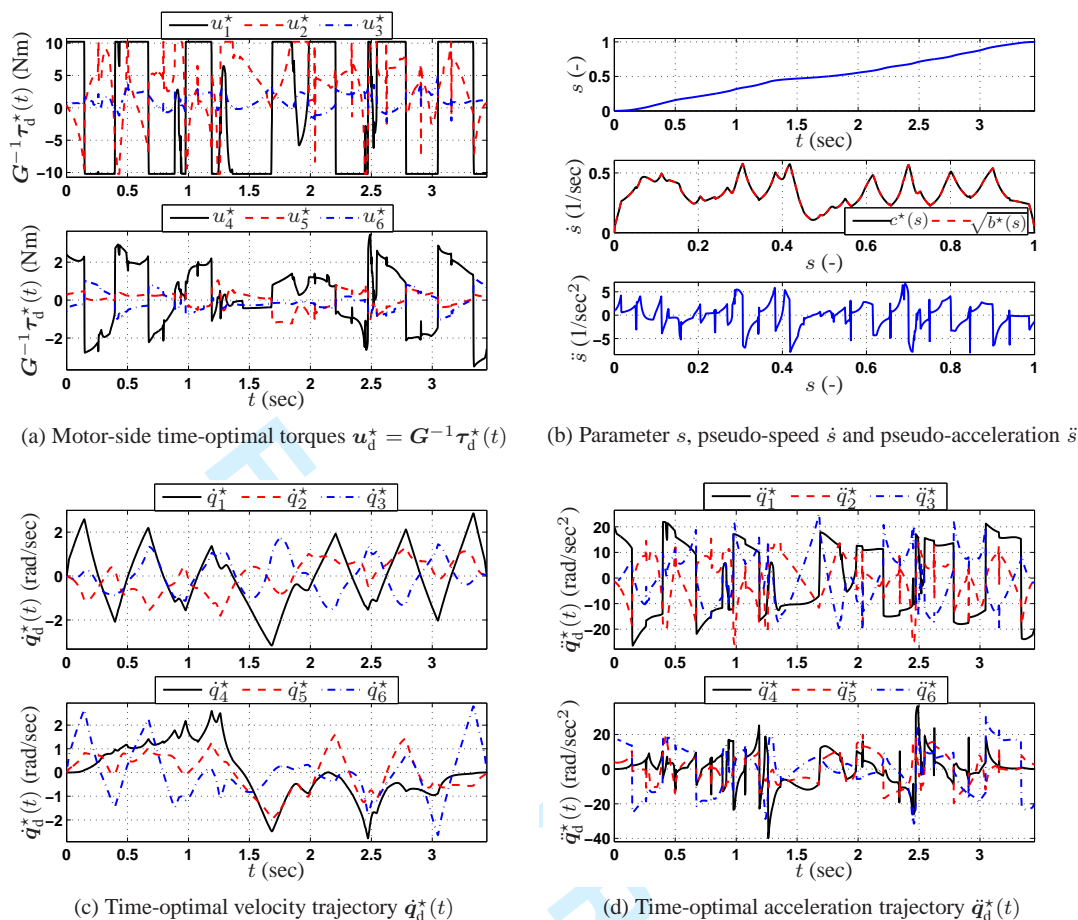 u₁* u₂* u₃*
G⁻¹τ_d*(t) (Nm)
10
5
0
−5
−10
0 0.5 1 1.5 2 2.5 3
u₄* u₅* u₆*
G⁻¹τ_d*(t) (Nm)
2
0
−2
0 0.5 1 1.5 2 2.5 3
t (sec)
(a) Motor-side time-optimal torques u_d* = G⁻¹τ_d*(t)
s (-)
1
0.5
0
0 0.5 1 1.5 2 2.5 3
t (sec)
ṡ (1/sec)
0.5
0
c*(s) √b*(s)
0 0.2 0.4 0.6 0.8 1
s (-)
s̈ (1/sec²)
5
0
−5
0 0.2 0.4 0.6 0.8 1
s (-)
(b) Parameter s, pseudo-speed ṡ and pseudo-acceleration s̈
q̇₁* q̇₂* q̇₃*
q̇_d*(t) (rad/sec)
2
0
−2
0 0.5 1 1.5 2 2.5 3
q̇₄* q̇₅* q̇₆*
q̇_d*(t) (rad/sec)
2
1
0
−1
−2
0 0.5 1 1.5 2 2.5 3
t (sec)
(c) Time-optimal velocity trajectory q̇_d*(t)
q̈₁* q̈₂* q̈₃*
q̈_d*(t) (rad/sec²)
20
10
0
−10
−20
0 0.5 1 1.5 2 2.5 3
q̈₄* q̈₅* q̈₆*
q̈_d*(t) (rad/sec²)
20
0
−20
−40
0 0.5 1 1.5 2 2.5 3
t (sec)
(d) Time-optimal acceleration trajectory q̈_d*(t)